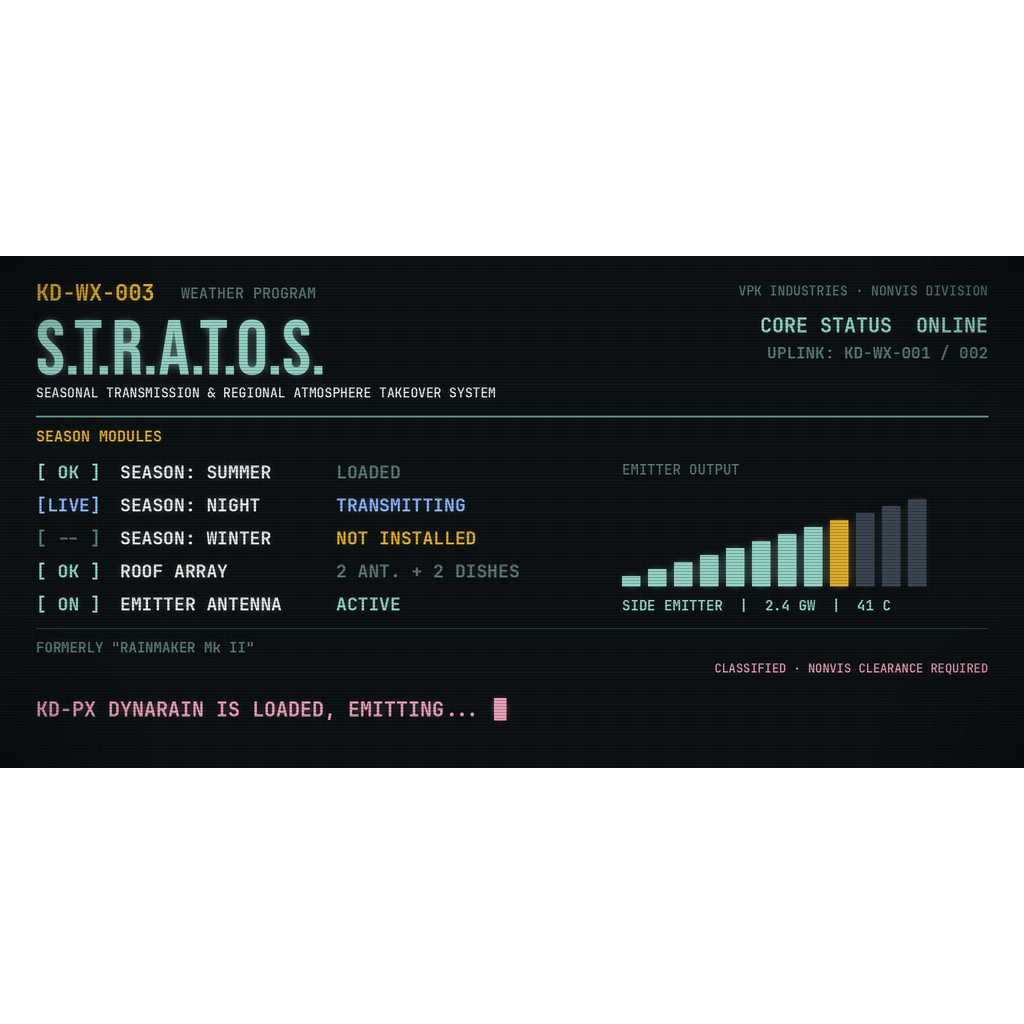 KD-WX-003 WEATHER PROGRAM
VPK INDUSTRIES · NONVIS DIVISION
S.T.R.A.T.O.S.
CORE STATUS ONLINE
UPLINK: KD-WX-001 / 002
SEASONAL TRANSMISSION & REGIONAL ATMOSPHERE TAKEOVER SYSTEM
SEASON MODULES
[ OK ] SEASON: SUMMER LOADED
[LIVE] SEASON: NIGHT TRANSMITTING
[ -- ] SEASON: WINTER NOT INSTALLED
[ OK ] ROOF ARRAY 2 ANT. + 2 DISHES
[ ON ] EMITTER ANTENNA ACTIVE
EMITTER OUTPUT
SIDE EMITTER | 2.4 GW | 41 C
FORMERLY "RAINMAKER Mk II"
CLASSIFIED · NONVIS CLEARANCE REQUIRED
KD-PX DYNARAIN IS LOADED, EMITTING...